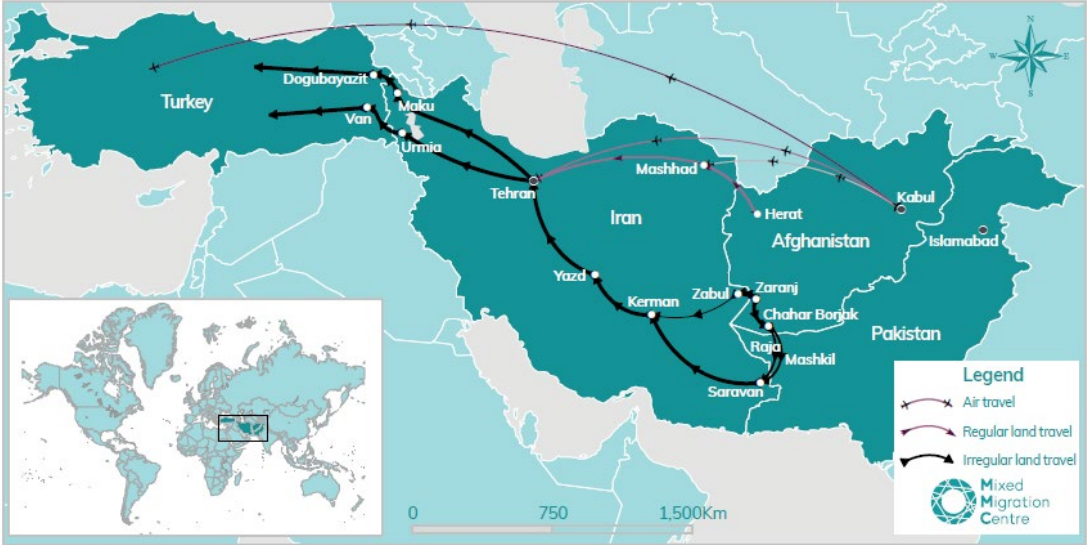 N
W
E
S
Dogubayazit
Turkey
Maku
Van
Urmia
Mashhad
Tehran
Kabul
Iran
Herat
Afghanistan
Islamabad
Yazd
Zabul
Zaranj
Kerman
Chahar Borjak
Pakistan
Raja
Mashkil
Saravan
Legend
Air travel
Regular land travel
Irregular land travel
Mixed
Migration
Centre
0 750 1,500Km